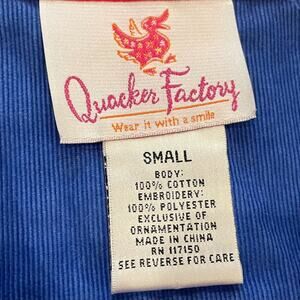 Quacker Factory
Wear it with a smile
SMALL
BODY:
100% COTTON
EMBROIDERY:
100% POLYESTER
EXCLUSIVE OF
ORNAMENTATION
MADE IN CHINA
RN 117150
SEE REVERSE FOR CARE